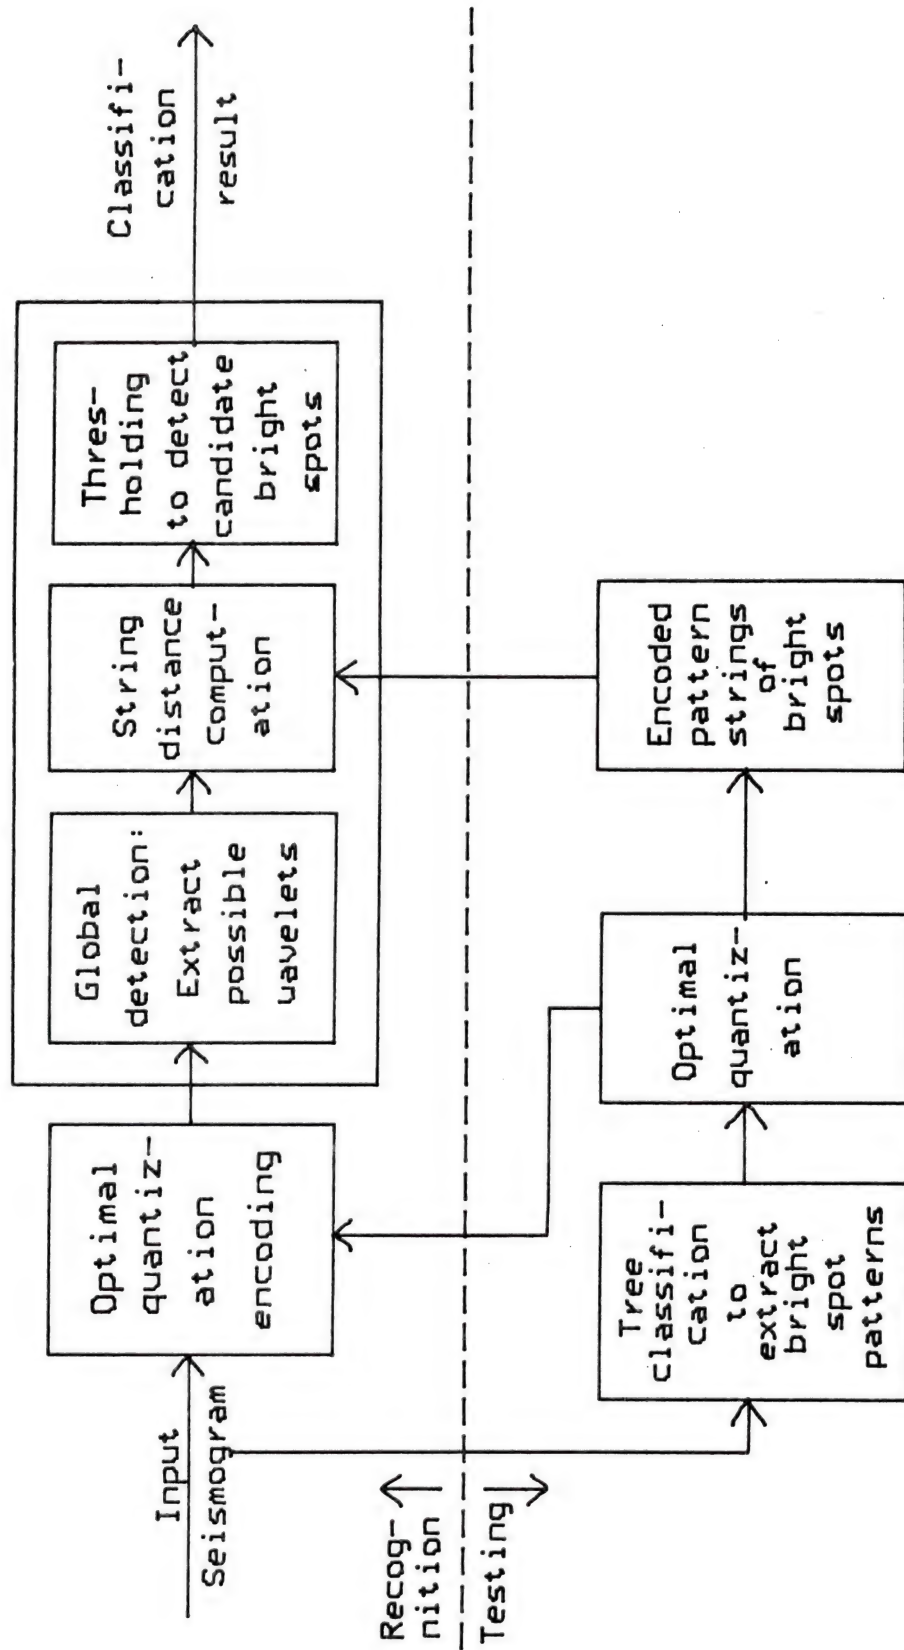 Input
Seismogram
Optimal
quantiz-
ation
encoding
Global
detection:
Extract
possible
wavelets
String
distance
Comput-
ation
Thres-
holding
to detect
candidate
bright
spots
Classifi-
cation
result
Recog-
nition
Testing
Tree
classifi-
cation
to
extract
bright
spot
patterns
Optimal
quantiz-
ation
Encoded
pattern
strings
of
bright
spots